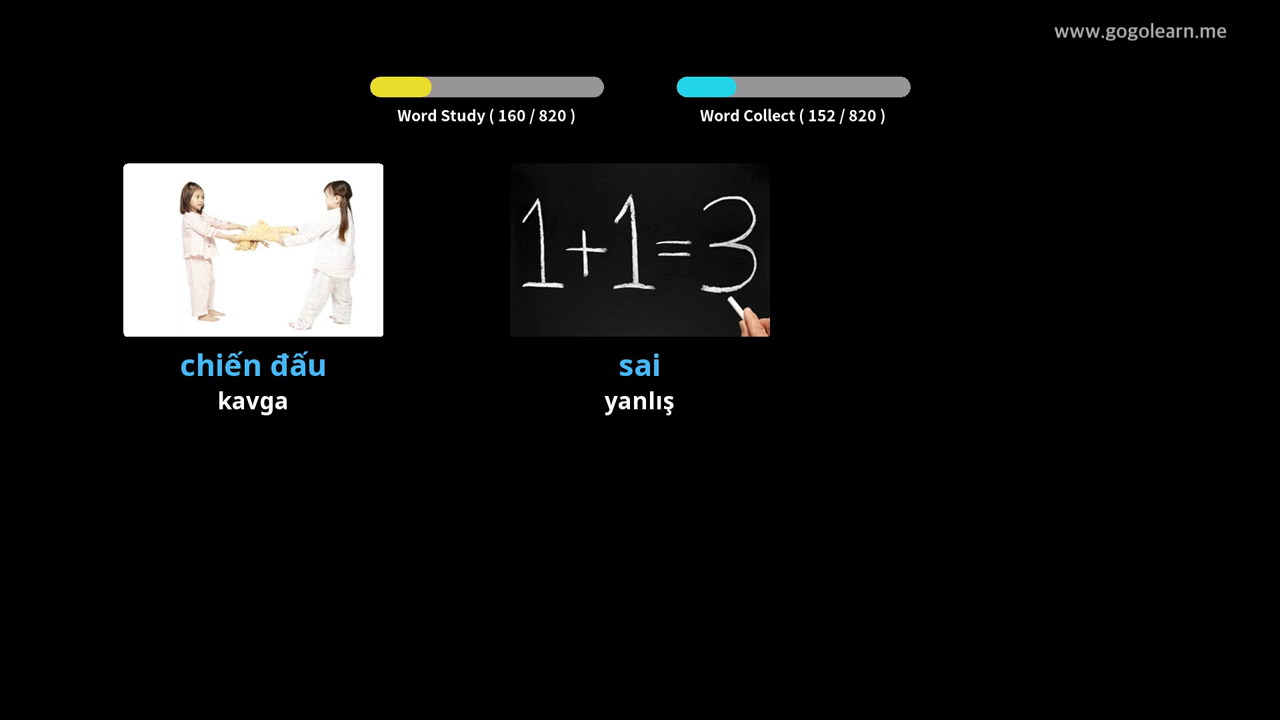 www.gogolearn.me
Word Study ( 160 / 820 )
Word Collect ( 152 / 820 )
1+1=3
chiến đấu
sai
kavga
yanlış